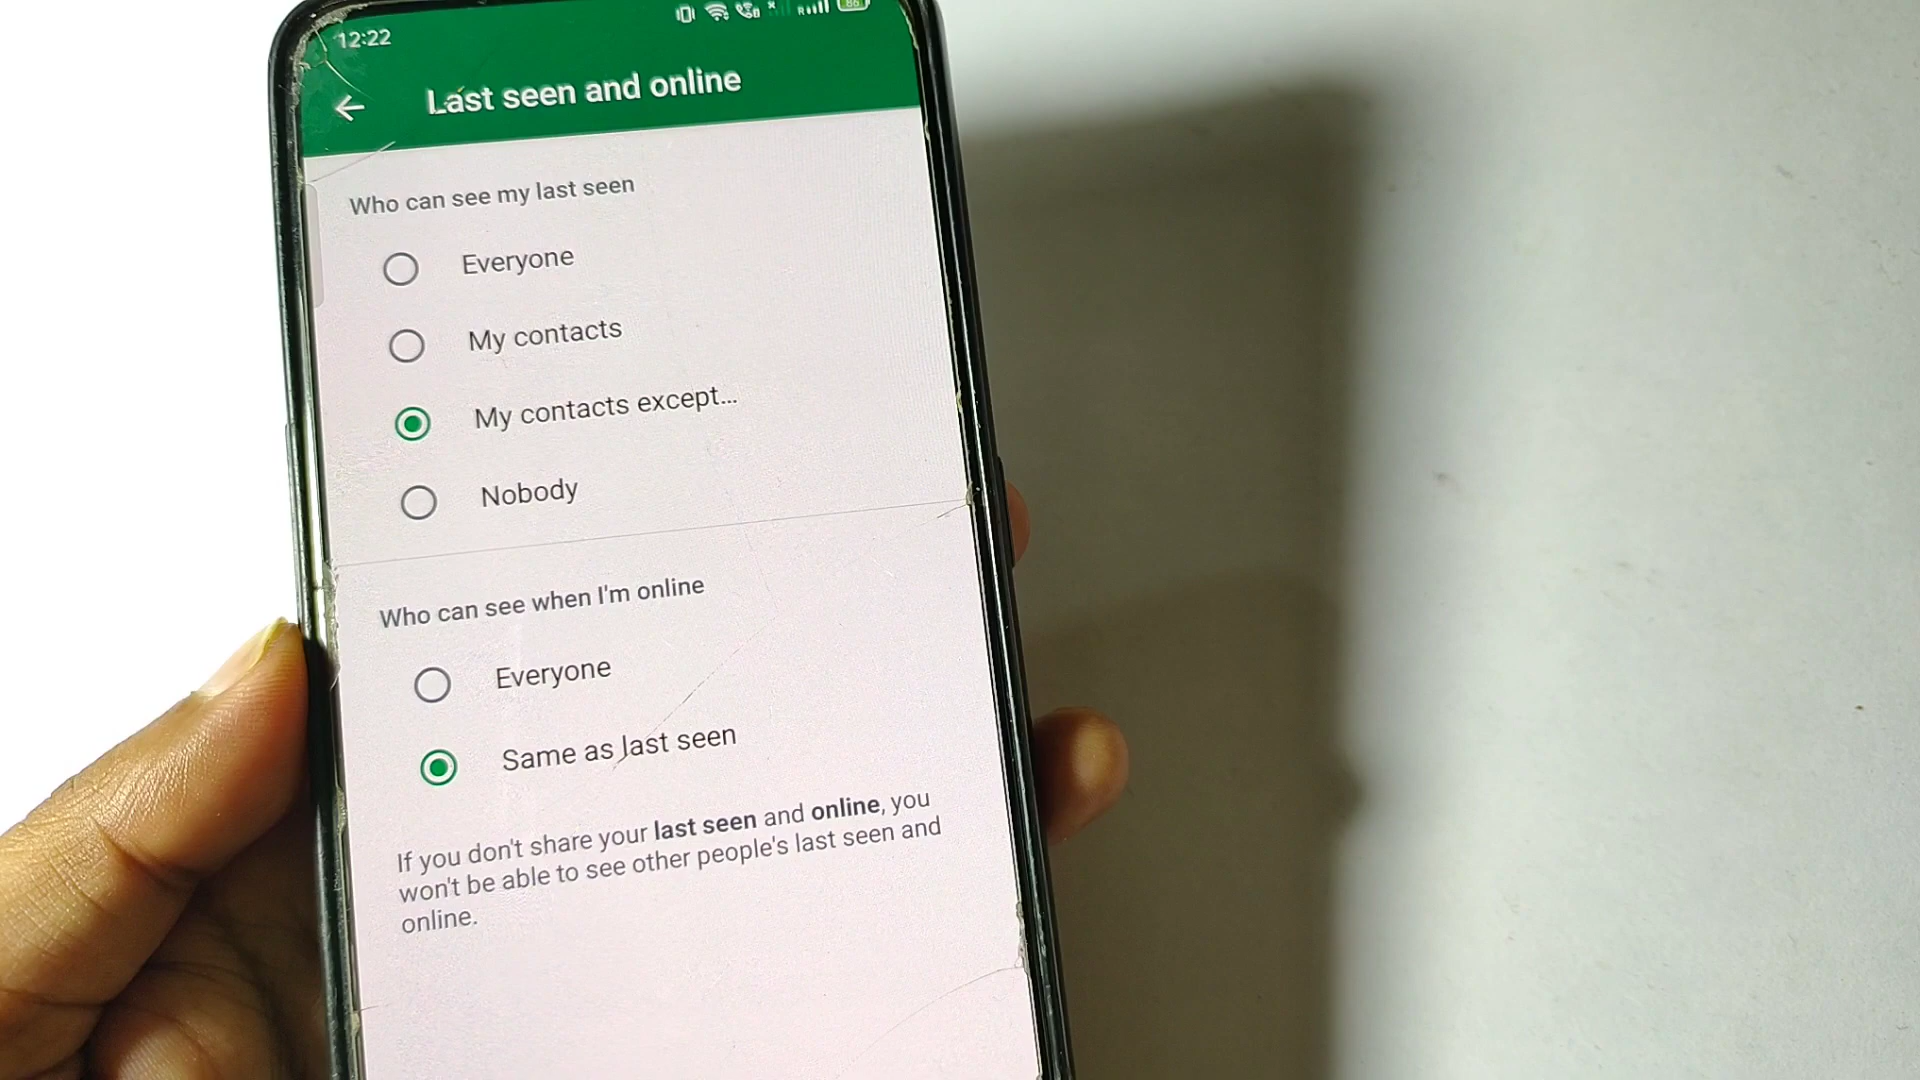 12:22
86
Last seen and online
Who can see my last seen
Everyone
My contacts
My contacts except...
Nobody
Who can see when I'm online
Everyone
Same as last seen
If you don't share your last seen and online, you
won't be able to see other people's last seen and
online.